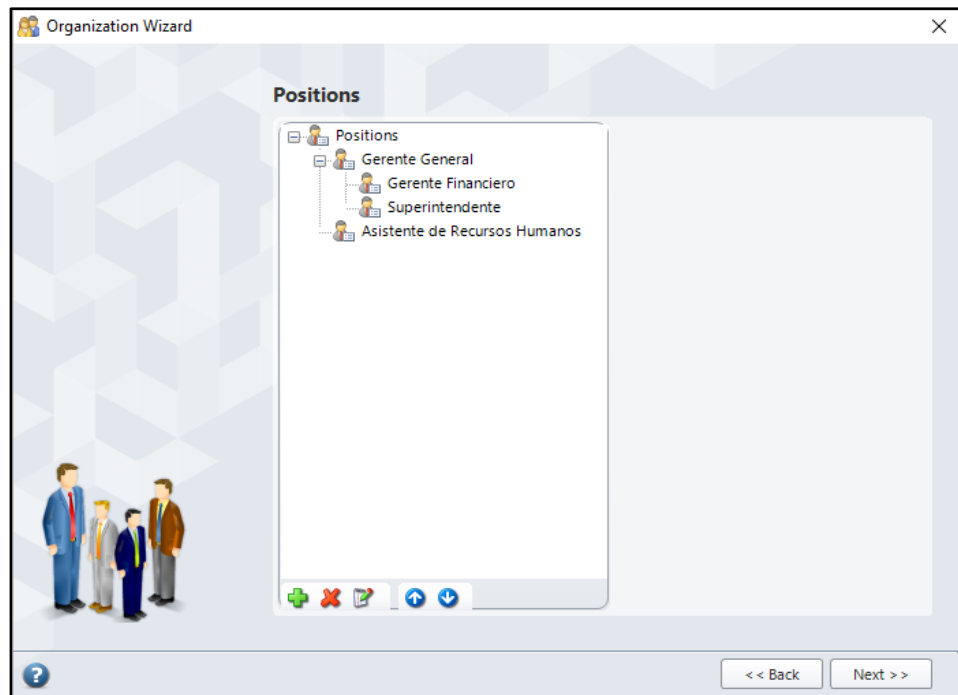 Organization Wizard
Positions
Positions
Gerente General
Gerente Financiero
Superintendente
Asistente de Recursos Humanos
?
<< Back
Next >>